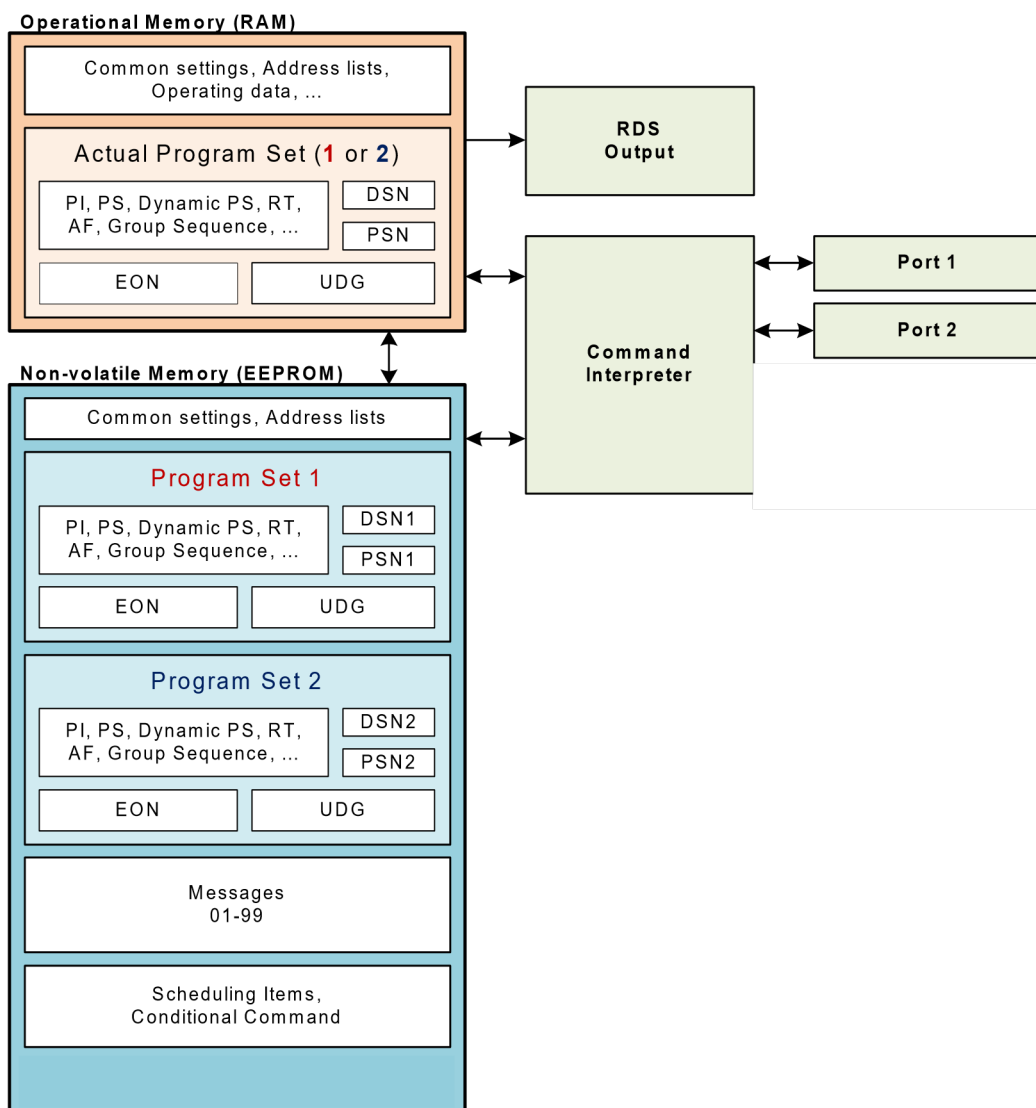 Operational Memory (RAM)
Common settings, Address lists,
Operating data, ...
Actual Program Set (1 or 2)
PI, PS, Dynamic PS, RT,
AF, Group Sequence, ...
DSN
PSN
EON
UDG
RDS
Output
Command
Interpreter
Port 1
Port 2
Non-volatile Memory (EEPROM)
Common settings, Address lists
Program Set 1
PI, PS, Dynamic PS, RT,
AF, Group Sequence, ...
DSN1
PSN1
EON
UDG
Program Set 2
PI, PS, Dynamic PS, RT,
AF, Group Sequence, ...
DSN2
PSN2
EON
UDG
Messages
01-99
Scheduling Items,
Conditional Command